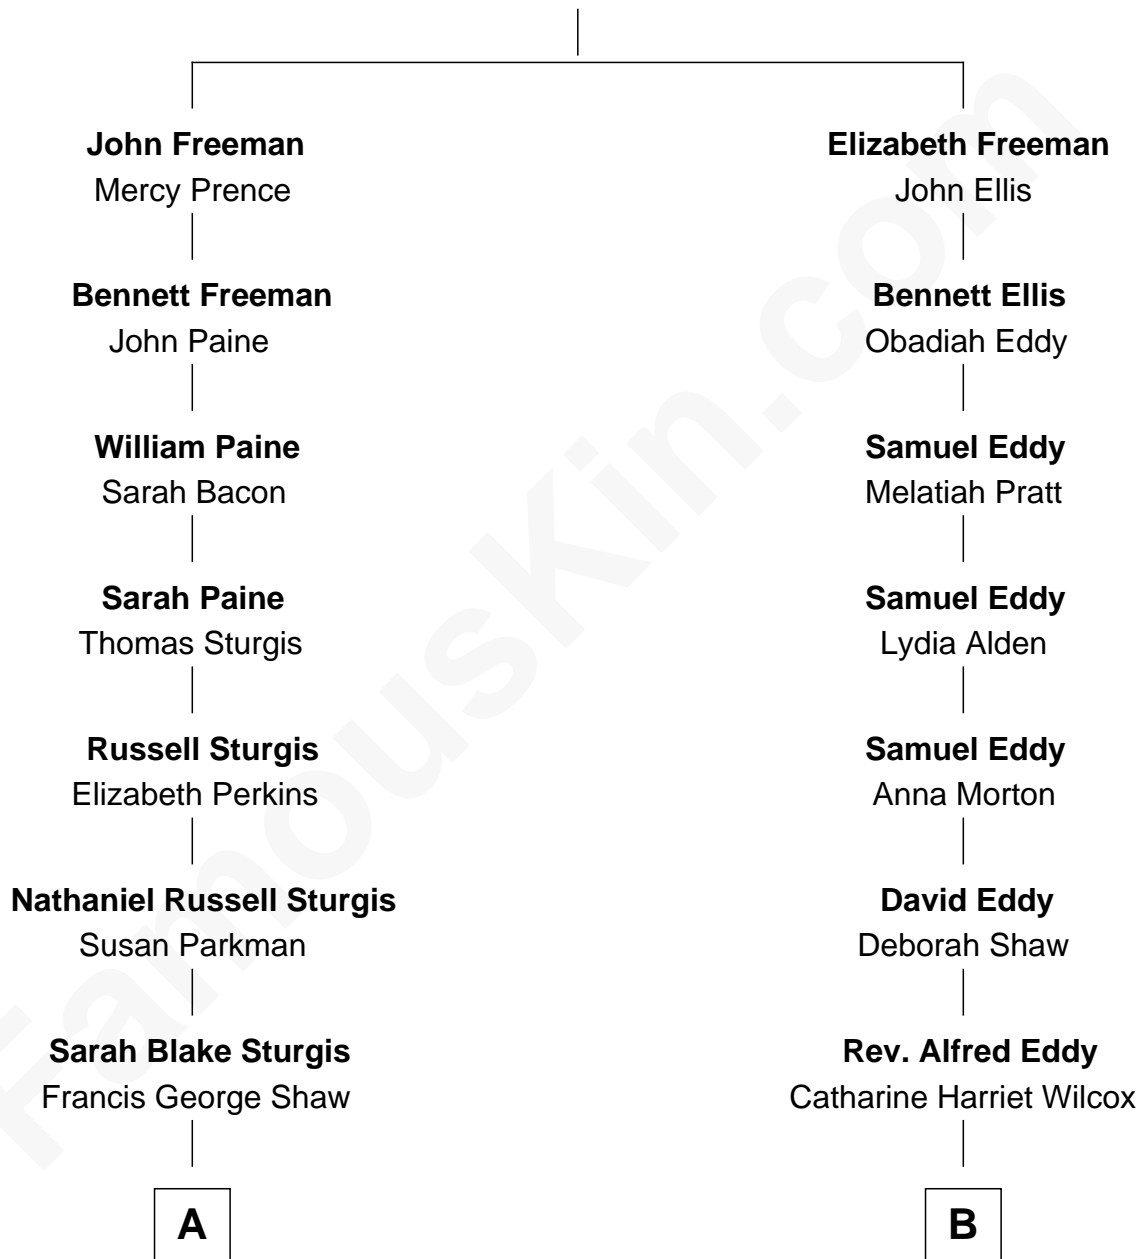 John Freeman
Mercy Prence
Elizabeth Freeman
John Ellis
Bennett Freeman
John Paine
Bennett Ellis
Obadiah Eddy
William Paine
Sarah Bacon
Samuel Eddy
Melatiah Pratt
Sarah Paine
Thomas Sturgis
Samuel Eddy
Lydia Alden
Russell Sturgis
Elizabeth Perkins
Samuel Eddy
Anna Morton
Nathaniel Russell Sturgis
Susan Parkman
David Eddy
Deborah Shaw
Sarah Blake Sturgis
Francis George Shaw
Rev. Alfred Eddy
Catharine Harriet Wilcox
A
B
FamousKin.com